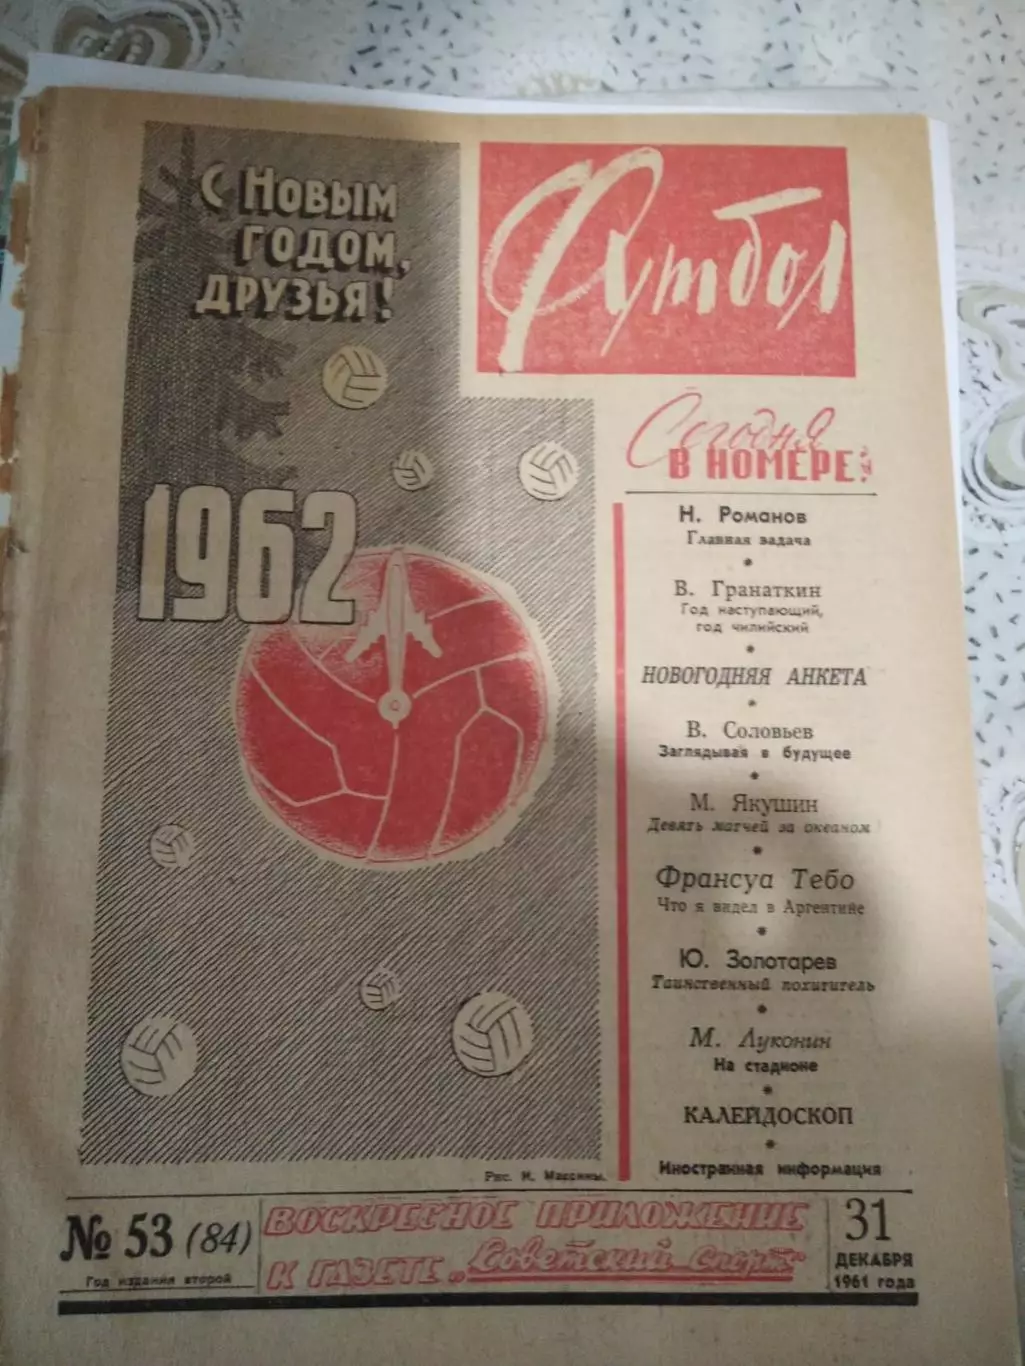 С Новым
годом,
друзья!
1962
Футбол
Сегодня
в номере:
Н. Романов
Главная задача
В. Гранаткин
Год наступающий,
год чилийский
НОВОГОДНЯЯ АНКЕТА
В. Соловьев
Заглядывая в будущее
М. Якушин
Девять матчей за океаном
Франсуа Тебо
Что я видел в Аргентине
Ю. Золотарев
Таинственный похититель
М. Луконин
На стадионе
КАЛЕЙДОСКОП
Иностранная информация
Рис. И. Массины.
№ 53 (84)
Год издания второй
ВОСКРЕСНОЕ ПРИЛОЖЕНИЕ
К ГАЗЕТЕ „Советский Спорт“
31
ДЕКАБРЯ
1961 года